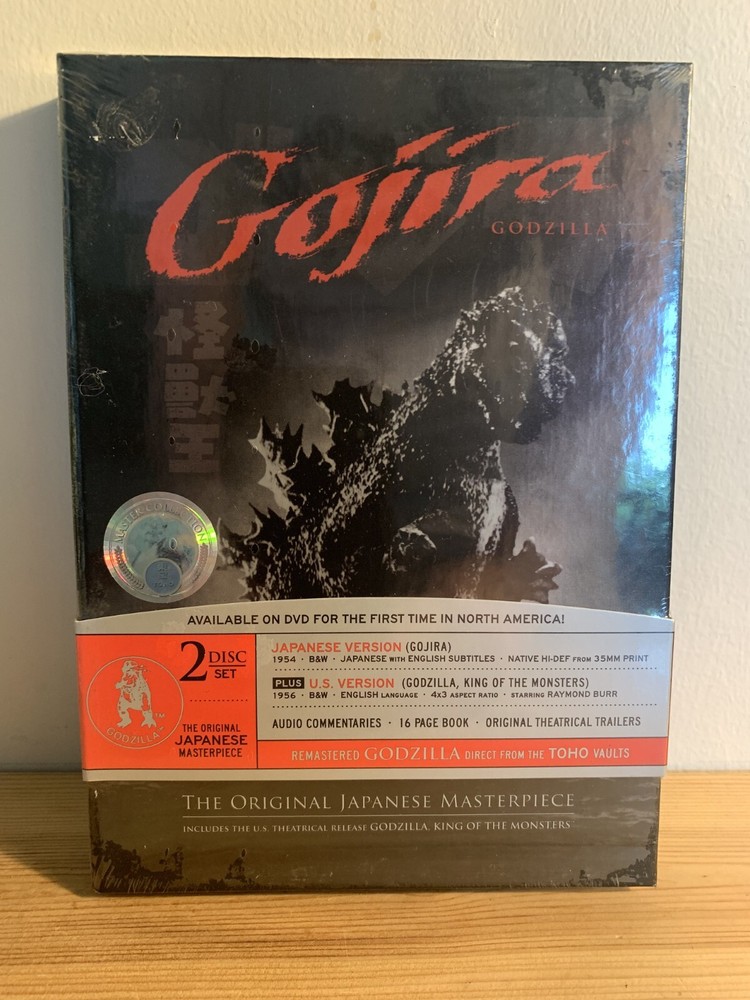 Gojira
GODZILLA
怪
獣
王
MASTER COLLECTION
AVAILABLE ON DVD FOR THE FIRST TIME IN NORTH AMERICA!
2 DISC
SET
THE ORIGINAL
JAPANESE
MASTERPIECE
GODZILLA™
JAPANESE VERSION (GOJIRA)
1954 · B&W · JAPANESE WITH ENGLISH SUBTITLES · NATIVE HI-DEF FROM 35MM PRINT
PLUS U.S. VERSION (GODZILLA, KING OF THE MONSTERS)
1956 · B&W · ENGLISH LANGUAGE · 4x3 ASPECT RATIO · STARRING RAYMOND BURR
AUDIO COMMENTARIES · 16 PAGE BOOK · ORIGINAL THEATRICAL TRAILERS
REMASTERED GODZILLA DIRECT FROM THE TOHO VAULTS
THE ORIGINAL JAPANESE MASTERPIECE
INCLUDES THE U.S. THEATRICAL RELEASE GODZILLA, KING OF THE MONSTERS